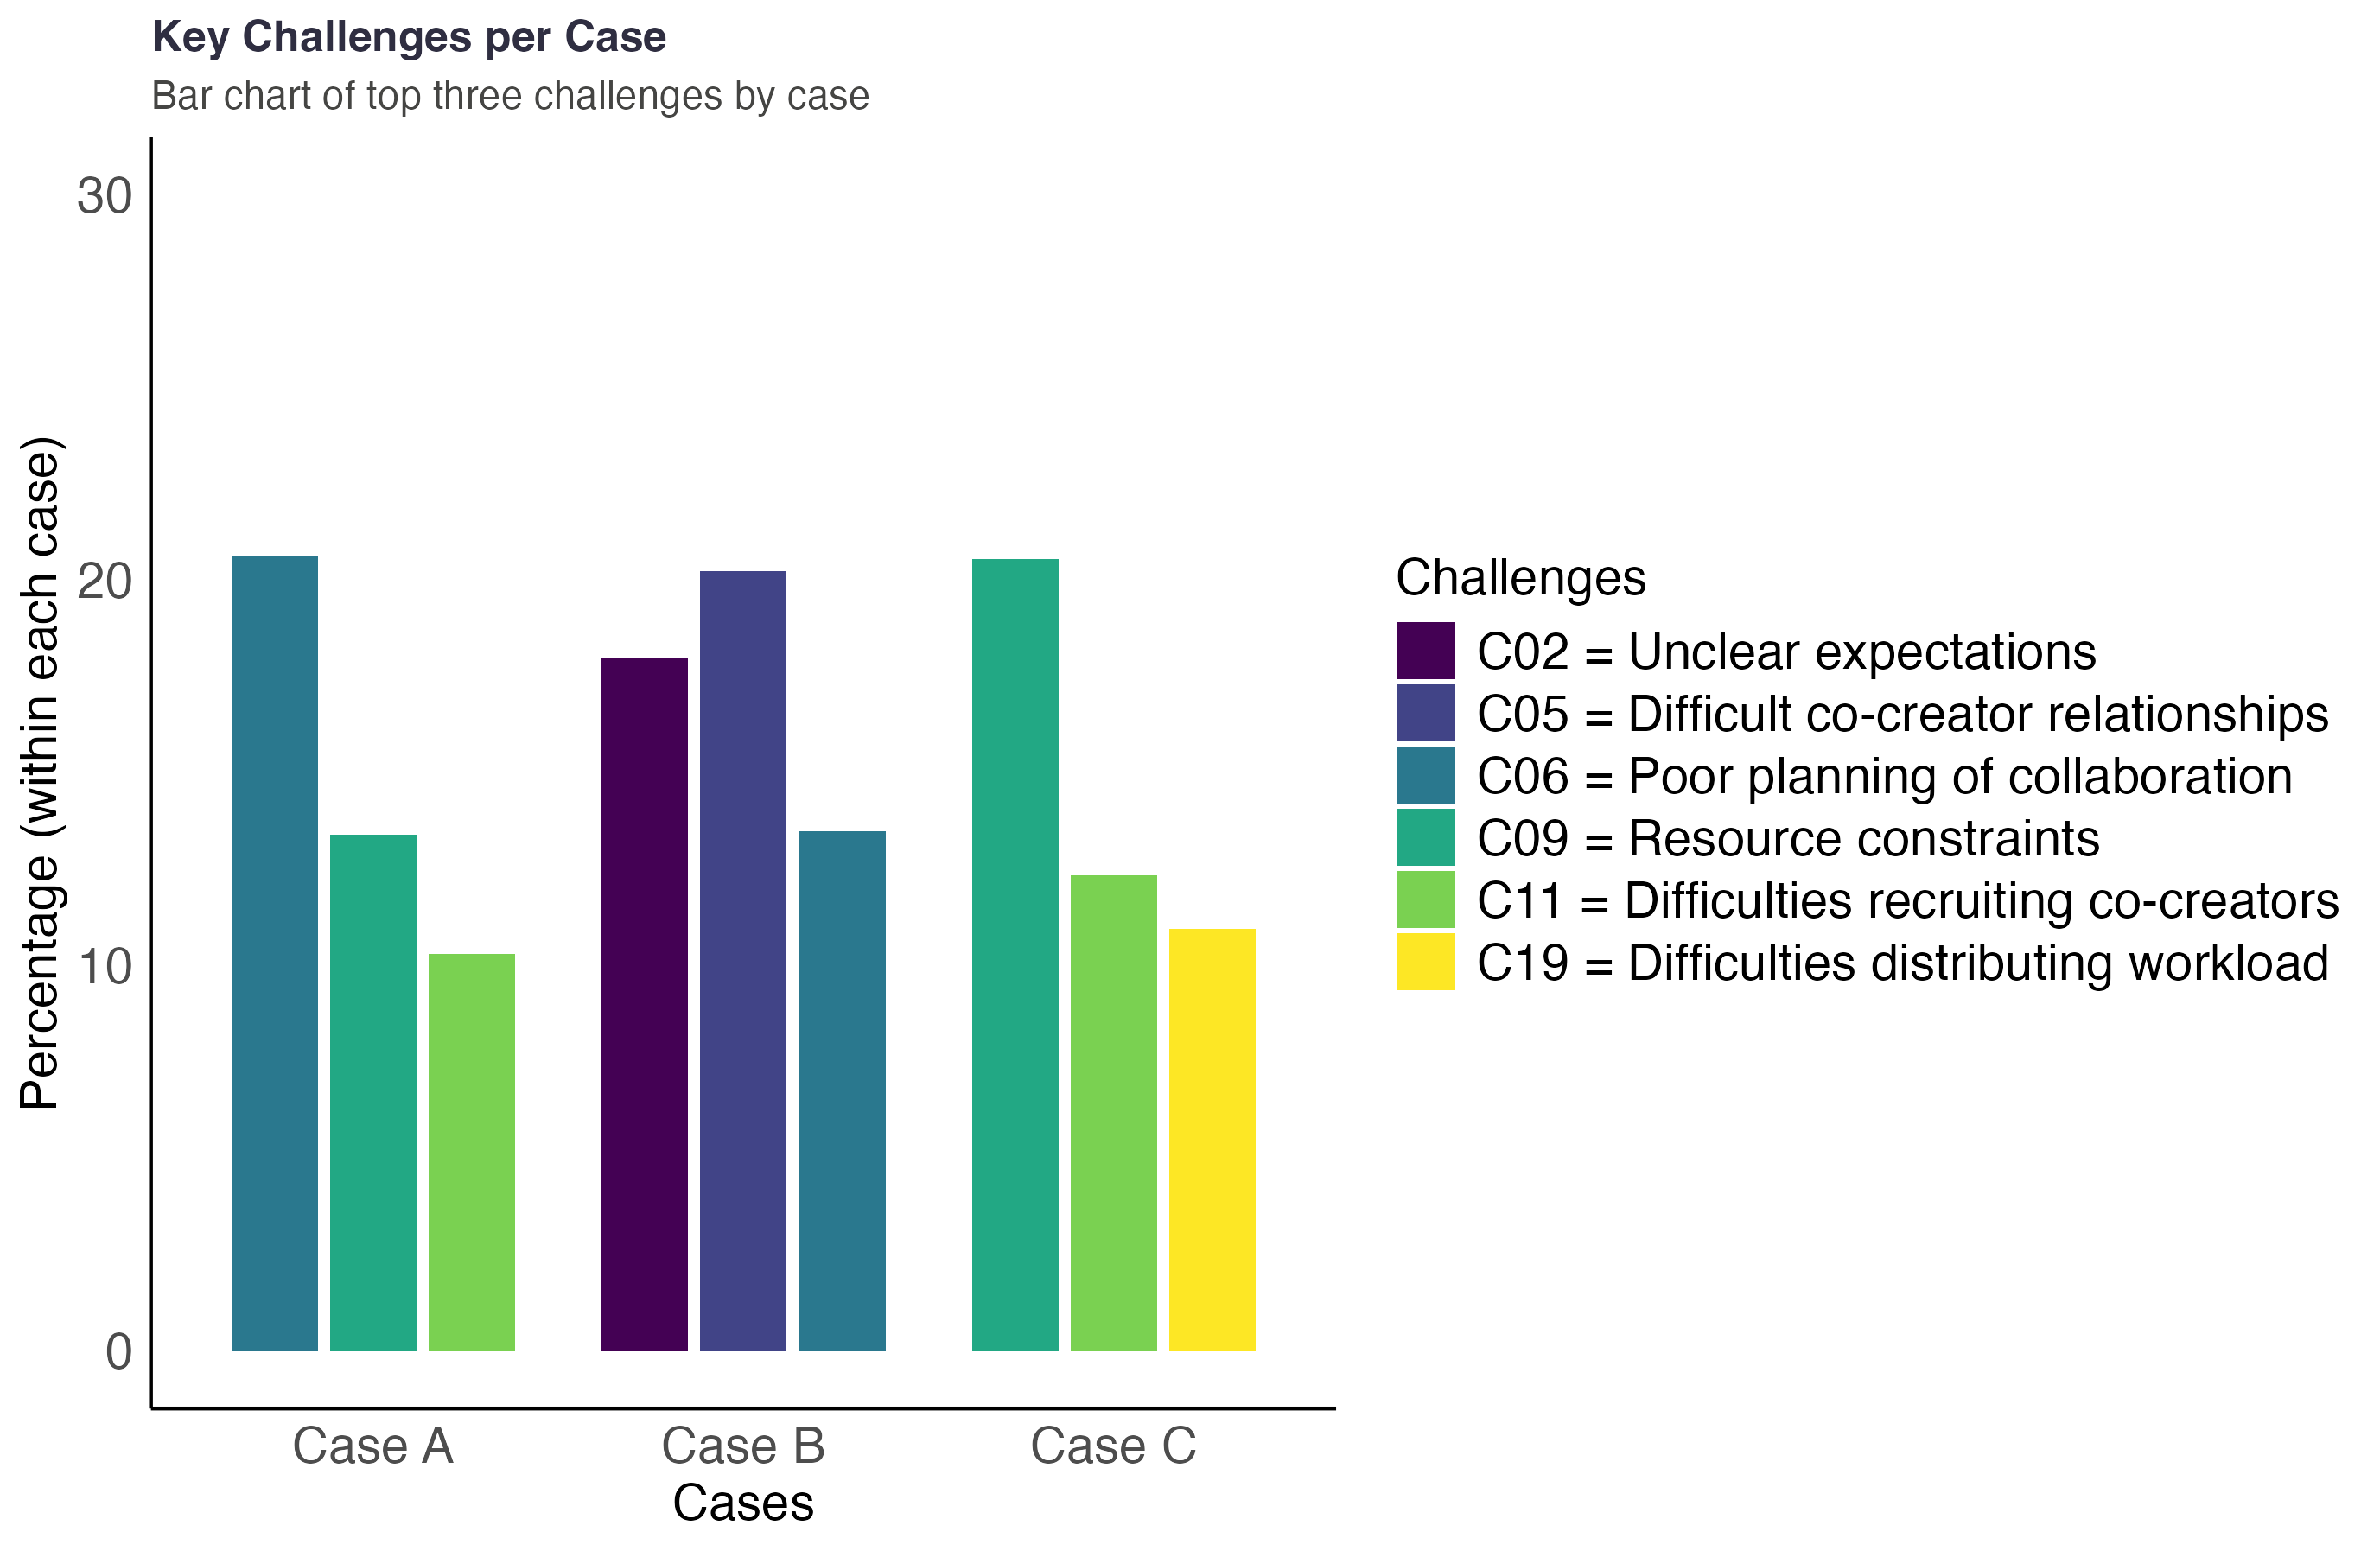 Key Challenges per Case
Bar chart of top three challenges by case
Percentage (within each case)
30
20
10
0
Case A
Case B
Case C
Cases
Challenges
C02 = Unclear expectations
C05 = Difficult co-creator relationships
C06 = Poor planning of collaboration
C09 = Resource constraints
C11 = Difficulties recruiting co-creators
C19 = Difficulties distributing workload